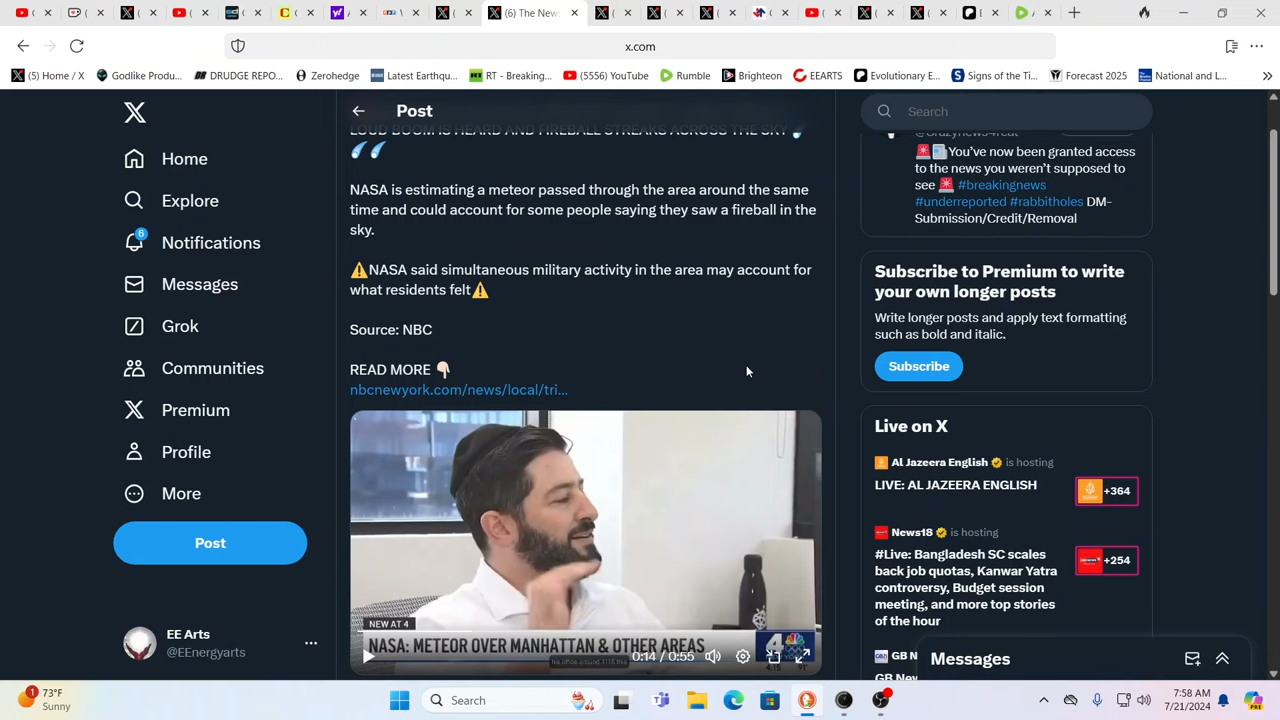 (6) The New
x.com
(5) Home / X
Godlike Produ...
DRUDGE REPO...
Zerohedge
Latest Earthqu...
RT - Breaking...
(5556) YouTube
Rumble
Brighteon
EEARTS
Evolutionary E...
Signs of the Ti...
Forecast 2025
National and L...
Post
LOUD BOOM IS HEARD AND FIREBALL STREAKS ACROSS THE SKY
NASA is estimating a meteor passed through the area around the same
time and could account for some people saying they saw a fireball in the
sky.
⚠️NASA said simultaneous military activity in the area may account for
what residents felt⚠️
Source: NBC
READ MORE 👇🏻
nbcnewyork.com/news/local/tri...
NEW AT 4
NASA: METEOR OVER MANHATTAN & OTHER AREAS
4
0:14 / 0:55
Home
Explore
6
Notifications
Messages
Grok
Communities
Premium
Profile
More
Post
EE Arts
@EEnergyarts
Search
@Crazynews4real
🚨📰You've now been granted access
to the news you weren't supposed to
see 🚨 #breakingnews
#underreported #rabbitholes DM-
Submission/Credit/Removal
Subscribe to Premium to write
your own longer posts
Write longer posts and apply text formatting
such as bold and italic.
Subscribe
Live on X
Al Jazeera English is hosting
LIVE: AL JAZEERA ENGLISH
+364
News18 is hosting
#Live: Bangladesh SC scales
back job quotas, Kanwar Yatra
controversy, Budget session
meeting, and more top stories
of the hour
+254
GB N
GB New
Messages
1
73°F
Sunny
Search
7:58 AM
7/21/2024